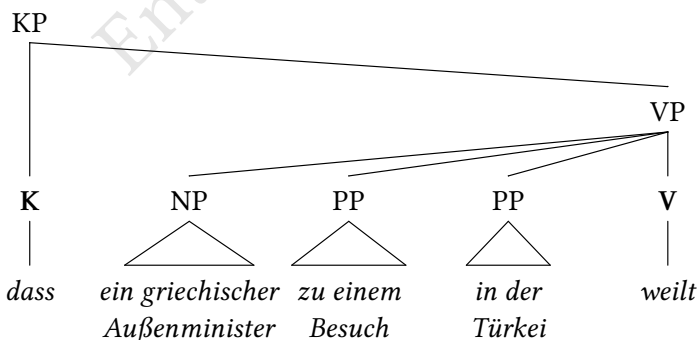 KP
VP
K NP PP PP V
dass ein griechischer zu einem in der weilt
Außenminister Besuch Türkei